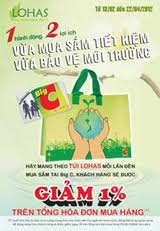 LOHAS
Từ 10/02 đến 22/04/2012
1 hành động 2 lợi ích
VỪA MUA SẮM TIẾT KIỆM
VỪA BẢO VỆ MÔI TRƯỜNG
Big C
HÃY MANG THEO TÚI LOHAS MỖI LẦN ĐẾN
MUA SẮM TẠI Big C, KHÁCH HÀNG SẼ ĐƯỢC
GIẢM 1%
TRÊN TỔNG HÓA ĐƠN MUA HÀNG